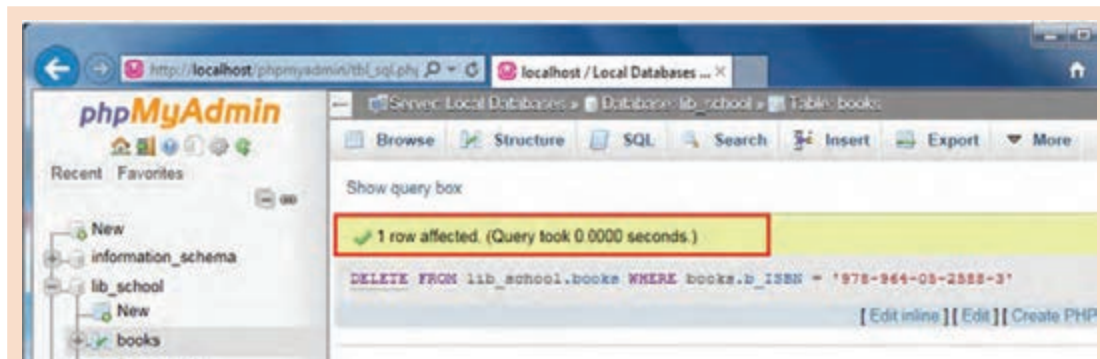 http://localhost/phpmyadmin/tbl_sql.php
localhost / Local Databases ...
phpMyAdmin
Server: Local Databases » Database: lib_school » Table: books
Browse Structure SQL Search Insert Export More
Recent Favorites
Show query box
New
1 row affected. (Query took 0.0000 seconds.)
information_schema
lib_school
DELETE FROM lib_school.books WHERE books.b_ISBN = '978-964-05-2588-3'
New
[ Edit inline ] [ Edit ] [ Create PHP
books